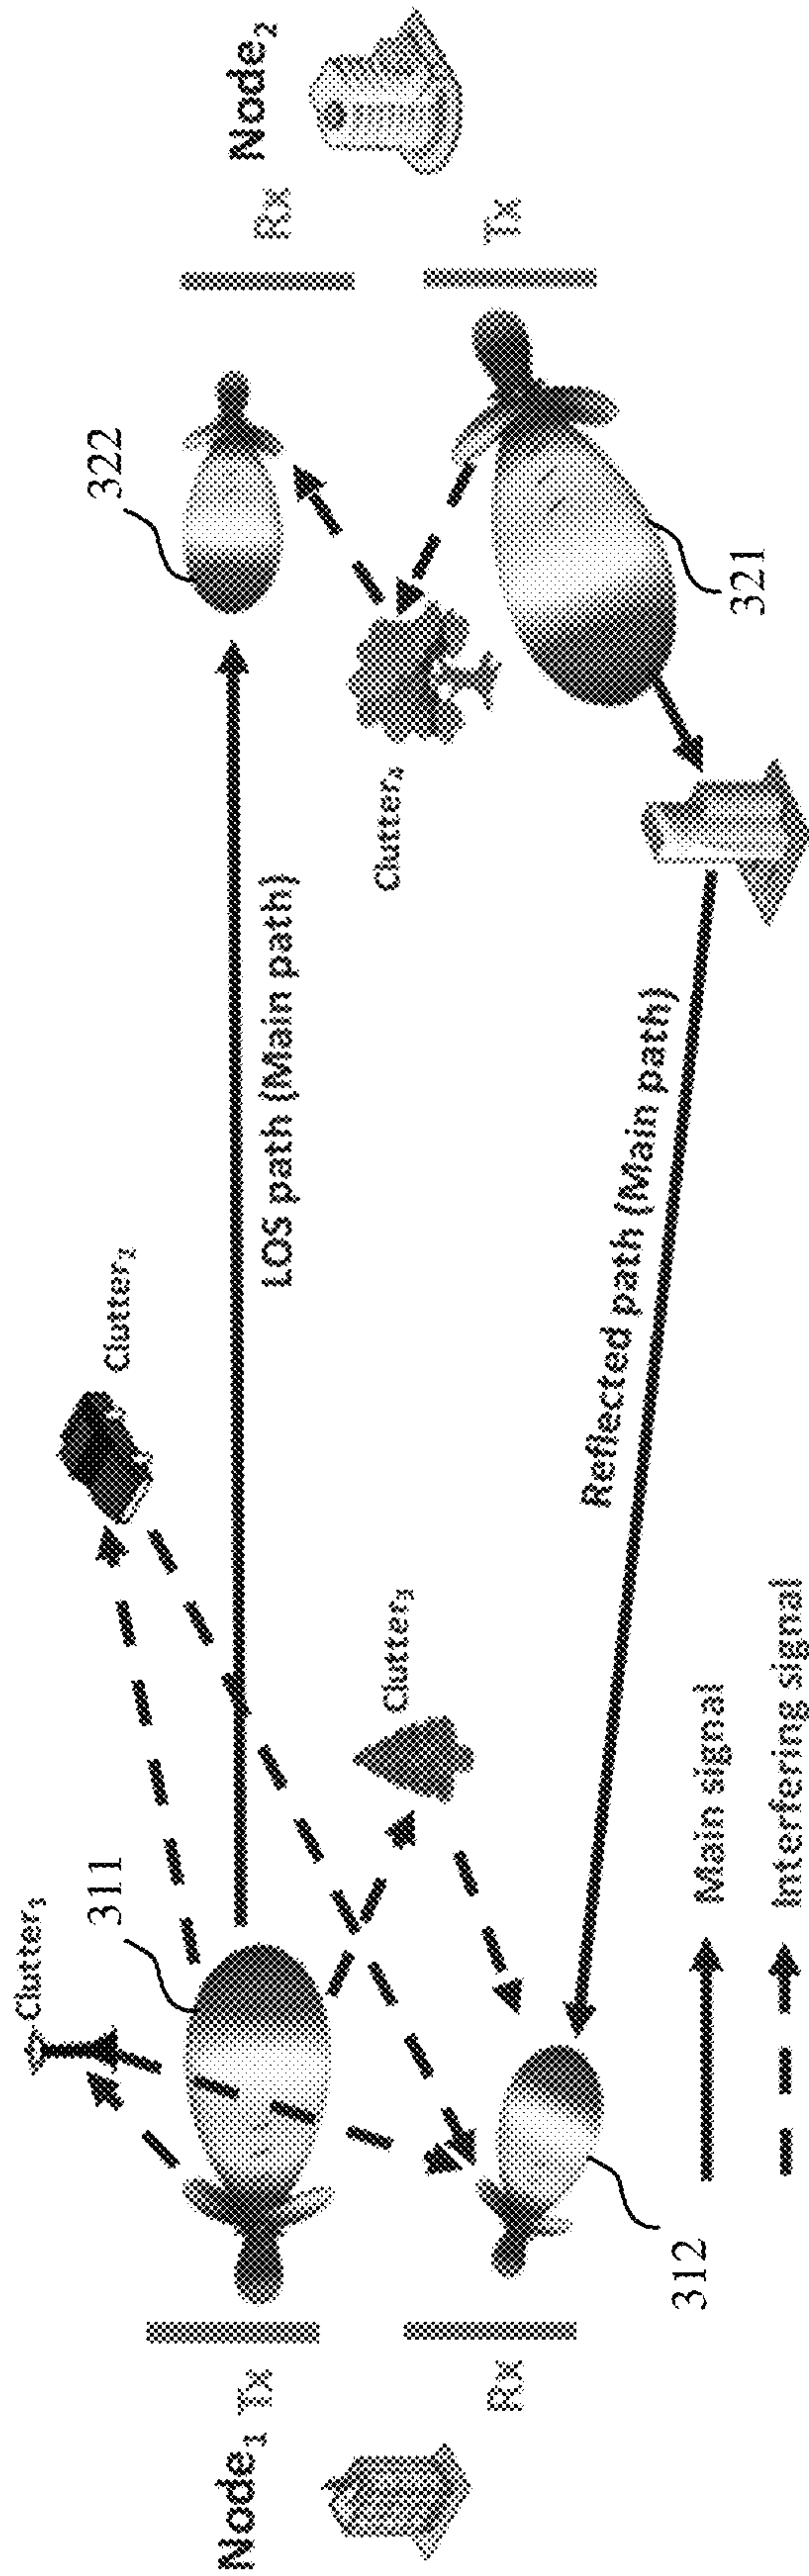 Clutter₁
311
Clutter₂
322
Node₁
Tx
LOS path (Main path)
Rx
Node₂
Clutter₃
Clutter₄
Rx
Reflected path (Main path)
Tx
312
321
Main signal
Interfering signal